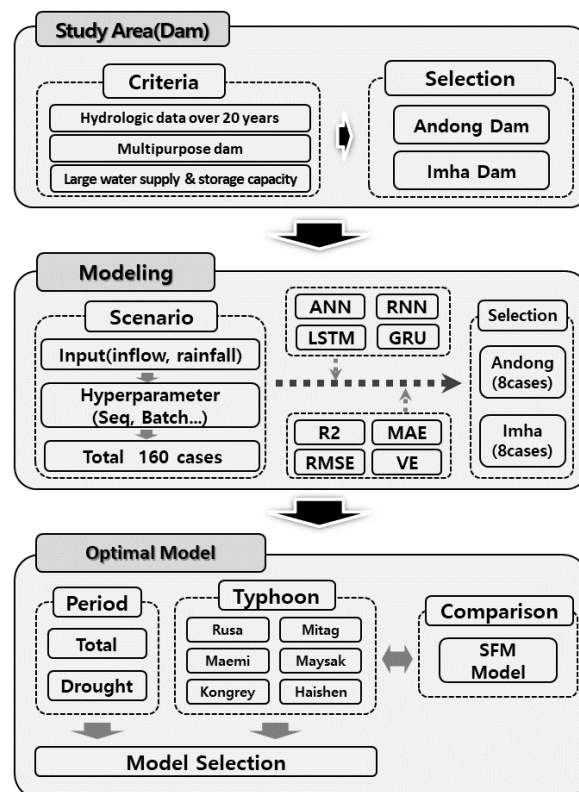 Study Area(Dam)
Criteria
Hydrologic data over 20 years
Multipurpose dam
Large water supply & storage capacity
Selection
Andong Dam
Imha Dam
Modeling
Scenario
Input(inflow, rainfall)
Hyperparameter
(Seq, Batch...)
Total 160 cases
ANN RNN
LSTM GRU
R2 MAE
RMSE VE
Selection
Andong
(8cases)
Imha
(8cases)
Optimal Model
Period
Total
Drought
Typhoon
Rusa Mitag
Maemi Maysak
Kongrey Haishen
Comparison
SFM
Model
Model Selection